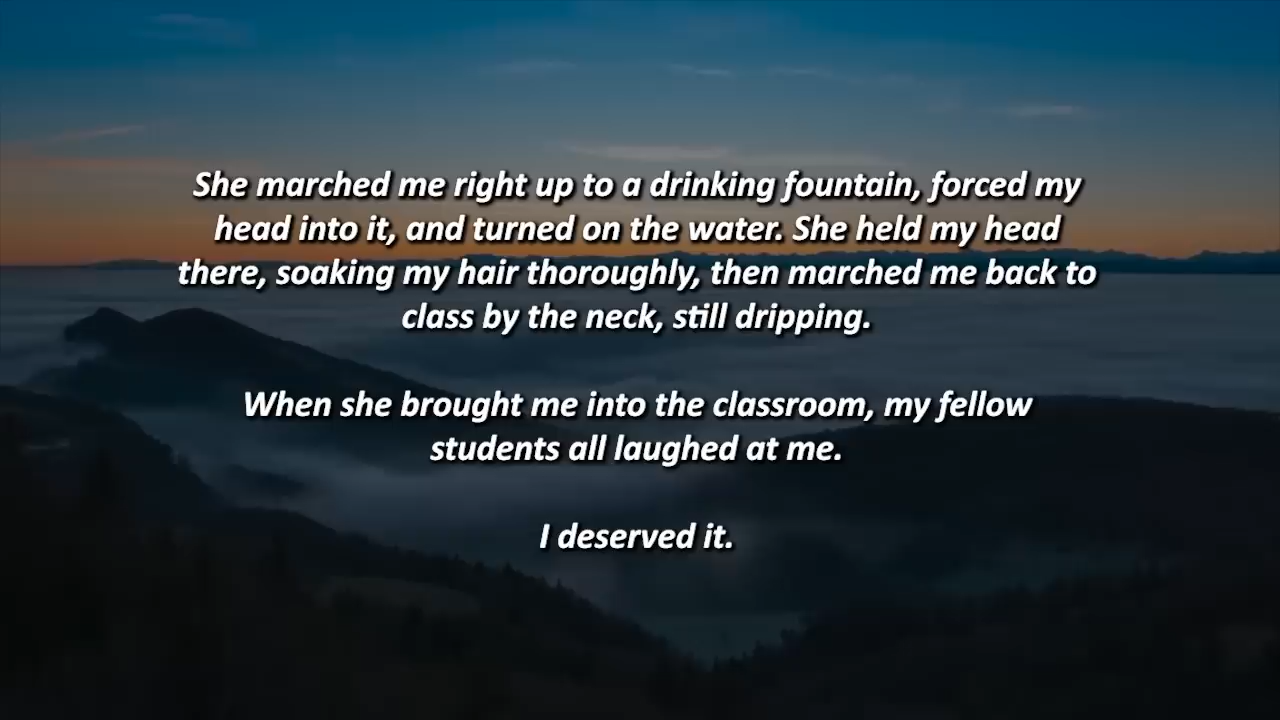 She marched me right up to a drinking fountain, forced my
head into it, and turned on the water. She held my head
there, soaking my hair thoroughly, then marched me back to
class by the neck, still dripping.
When she brought me into the classroom, my fellow
students all laughed at me.
I deserved it.